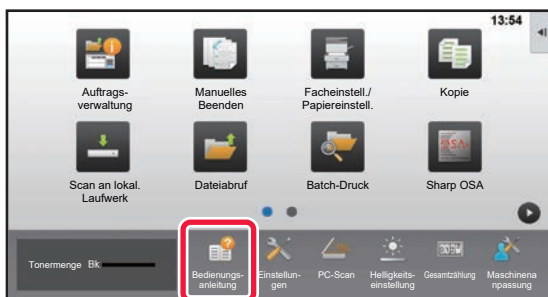 13:54
Auftrags-
verwaltung
Manuelles
Beenden
Facheinstell./
Papiereinstell.
Kopie
Scan an lokal.
Laufwerk
Dateiabruf
Batch-Druck
Sharp OSA
Tonermenge Bk
Bedienungs-
anleitung
Einstellun-
gen
PC-Scan
Helligkeits-
einstellung
Gesamtzählung
Maschinena
npassung